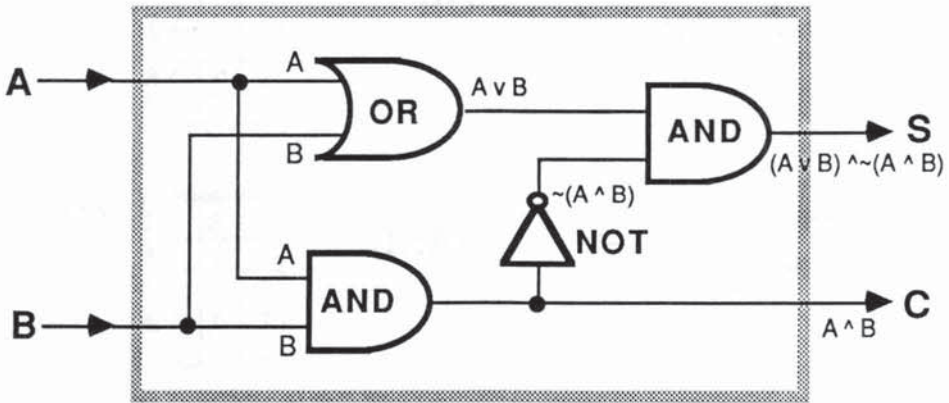 A
A
B
OR
A v B
AND
S
(A v B) ^~(A ^ B)
~(A ^ B)
NOT
B
A
B
AND
C
A ^ B